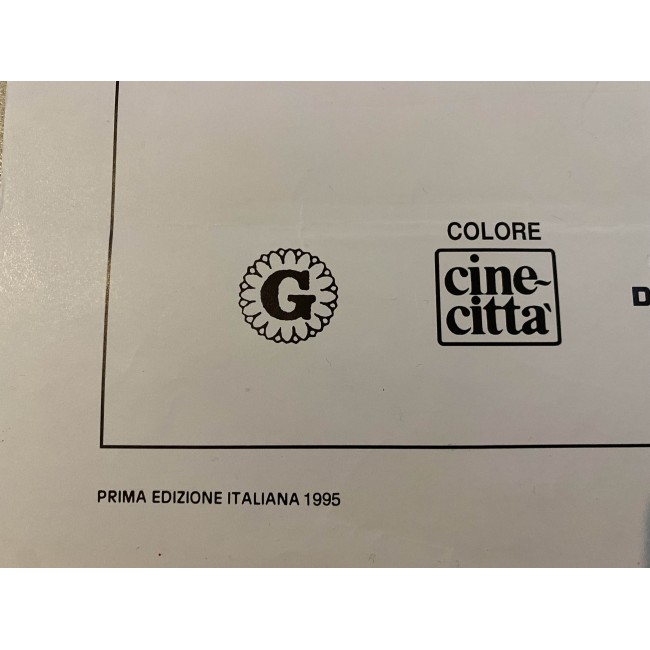 COLORE
G
cine-
città
D
PRIMA EDIZIONE ITALIANA 1995